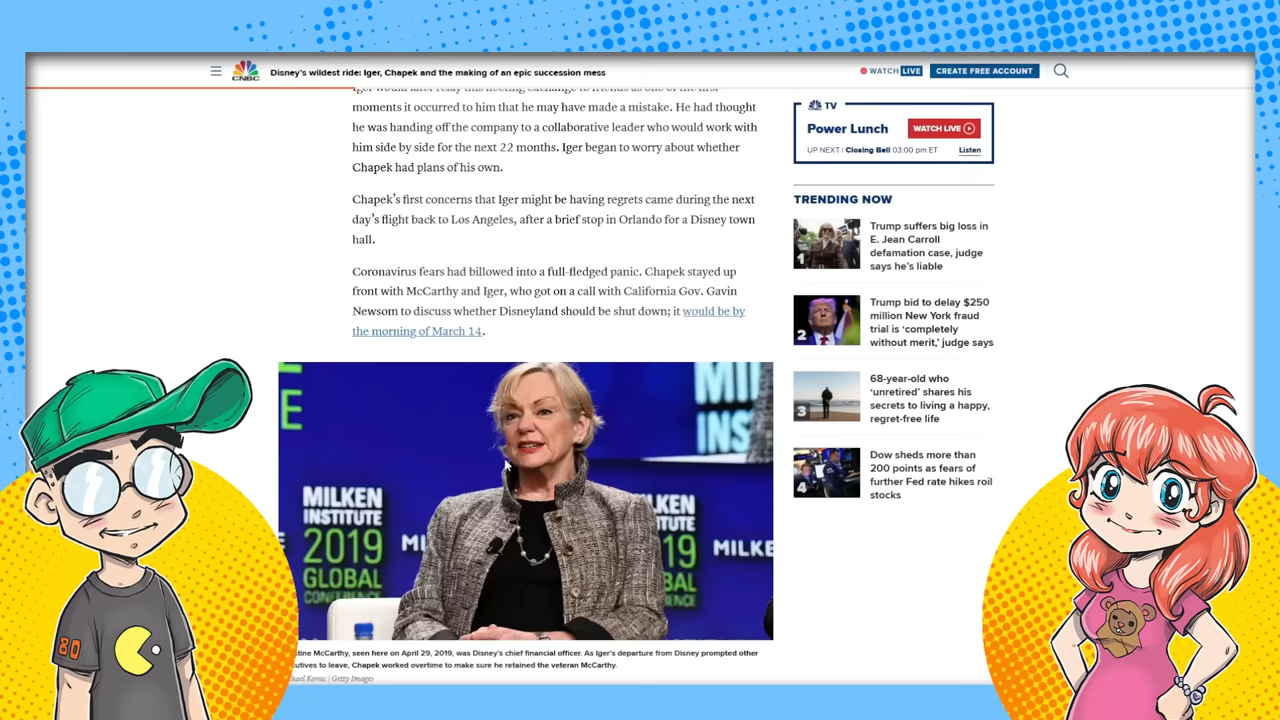 CNBC
Disney's wildest ride: Iger, Chapek and the making of an epic succession mess
WATCH LIVE
CREATE FREE ACCOUNT
Iger would later relay this fleeting exchange to friends as one of the first
moments it occurred to him that he may have made a mistake. He had thought
he was handing off the company to a collaborative leader who would work with
him side by side for the next 22 months. Iger began to worry about whether
Chapek had plans of his own.
Chapek's first concerns that Iger might be having regrets came during the next
day's flight back to Los Angeles, after a brief stop in Orlando for a Disney town
hall.
Coronavirus fears had billowed into a full-fledged panic. Chapek stayed up
front with McCarthy and Iger, who got on a call with California Gov. Gavin
Newsom to discuss whether Disneyland should be shut down; it would be by
the morning of March 14.
E
E
MIL
INS
MILKEN
INSTITUTE
2019
GLOBAL
CONFERENCE
MI
LKEN
TUTE
19
BAL
RENCE
MILKE
tine McCarthy, seen here on April 29, 2019, was Disney's chief financial officer. As Iger's departure from Disney prompted other
utives to leave, Chapek worked overtime to make sure he retained the veteran McCarthy.
hael Kovac | Getty Images
TV
Power Lunch
WATCH LIVE
UP NEXT | Closing Bell 03:00 pm ET
Listen
TRENDING NOW
1
Trump suffers big loss in
E. Jean Carroll
defamation case, judge
says he's liable
2
Trump bid to delay $250
million New York fraud
trial is 'completely
without merit,' judge says
3
68-year-old who
'unretired' shares his
secrets to living a happy,
regret-free life
4
Dow sheds more than
200 points as fears of
further Fed rate hikes roil
stocks
80